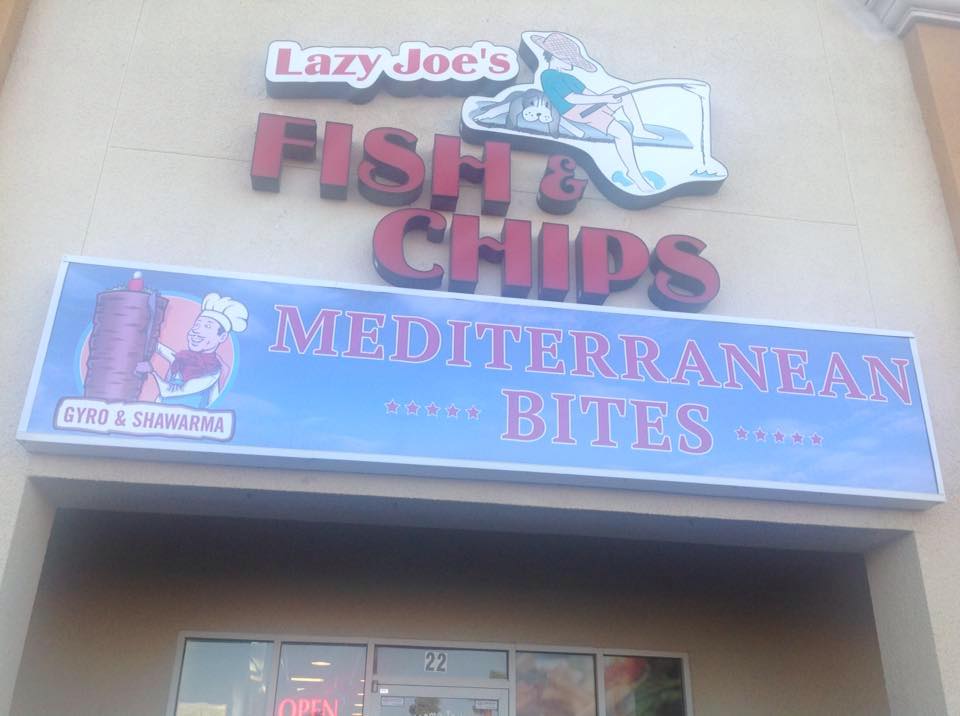 Lazy Joe's
FISH &
CHIPS
MEDITERRANEAN
BITES
GYRO & SHAWARMA
22
OPEN